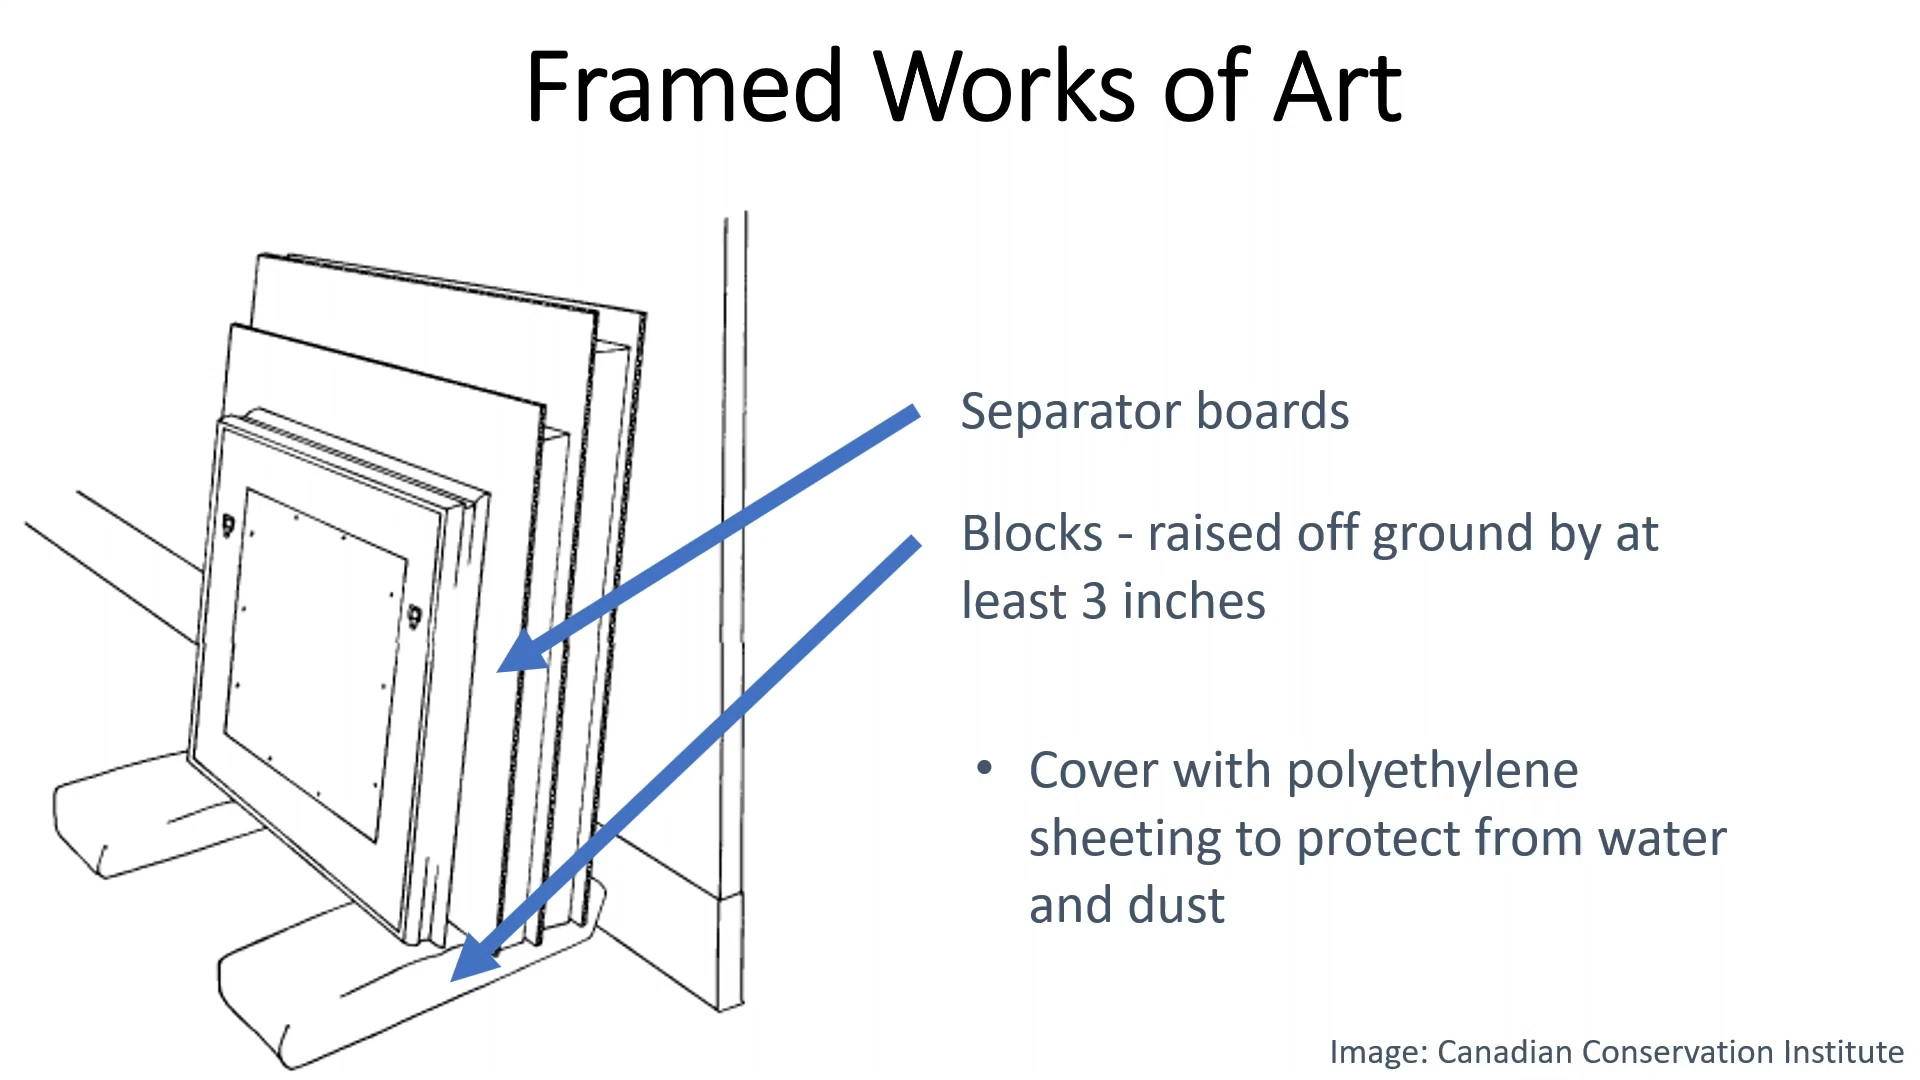 Framed Works of Art
Separator boards
Blocks - raised off ground by at
least 3 inches
• Cover with polyethylene
sheeting to protect from water
and dust
Image: Canadian Conservation Institute